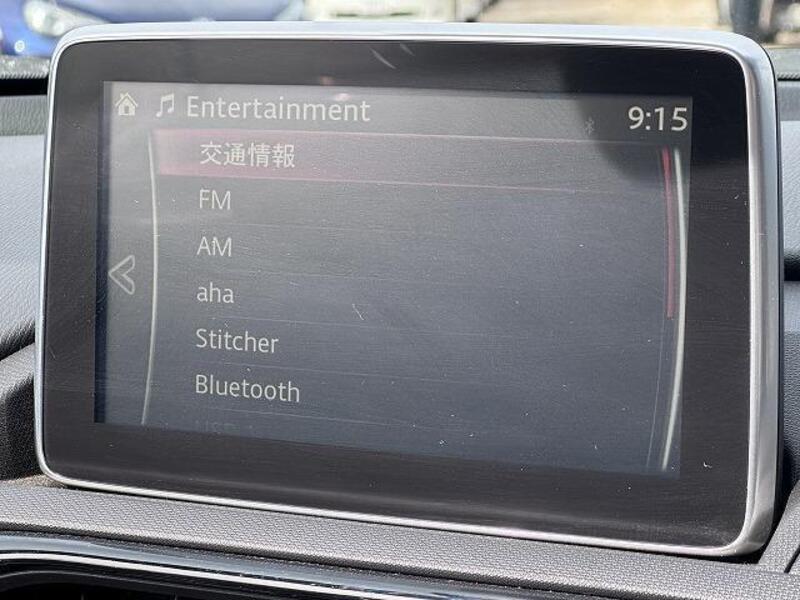 Entertainment 9:15
交通情報
FM
AM
aha
Stitcher
Bluetooth